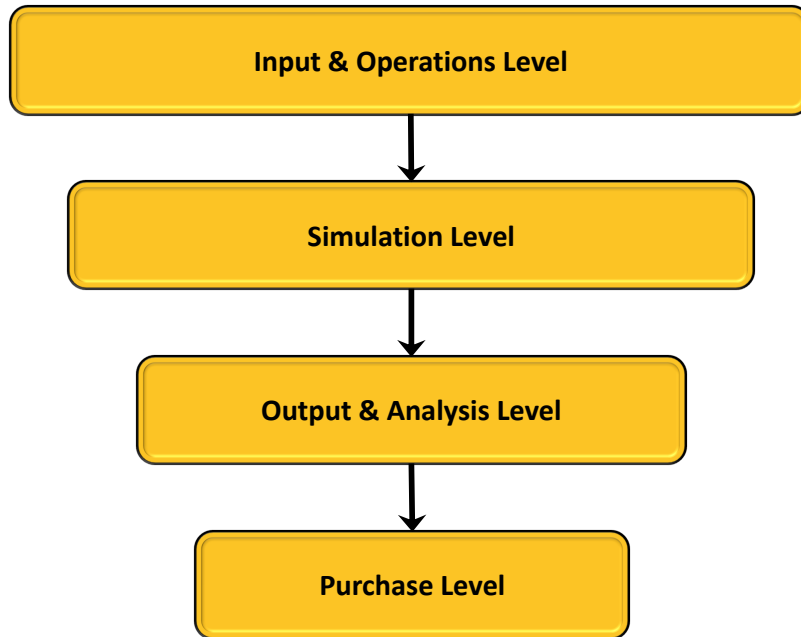 Input & Operations Level
Simulation Level
Output & Analysis Level
Purchase Level